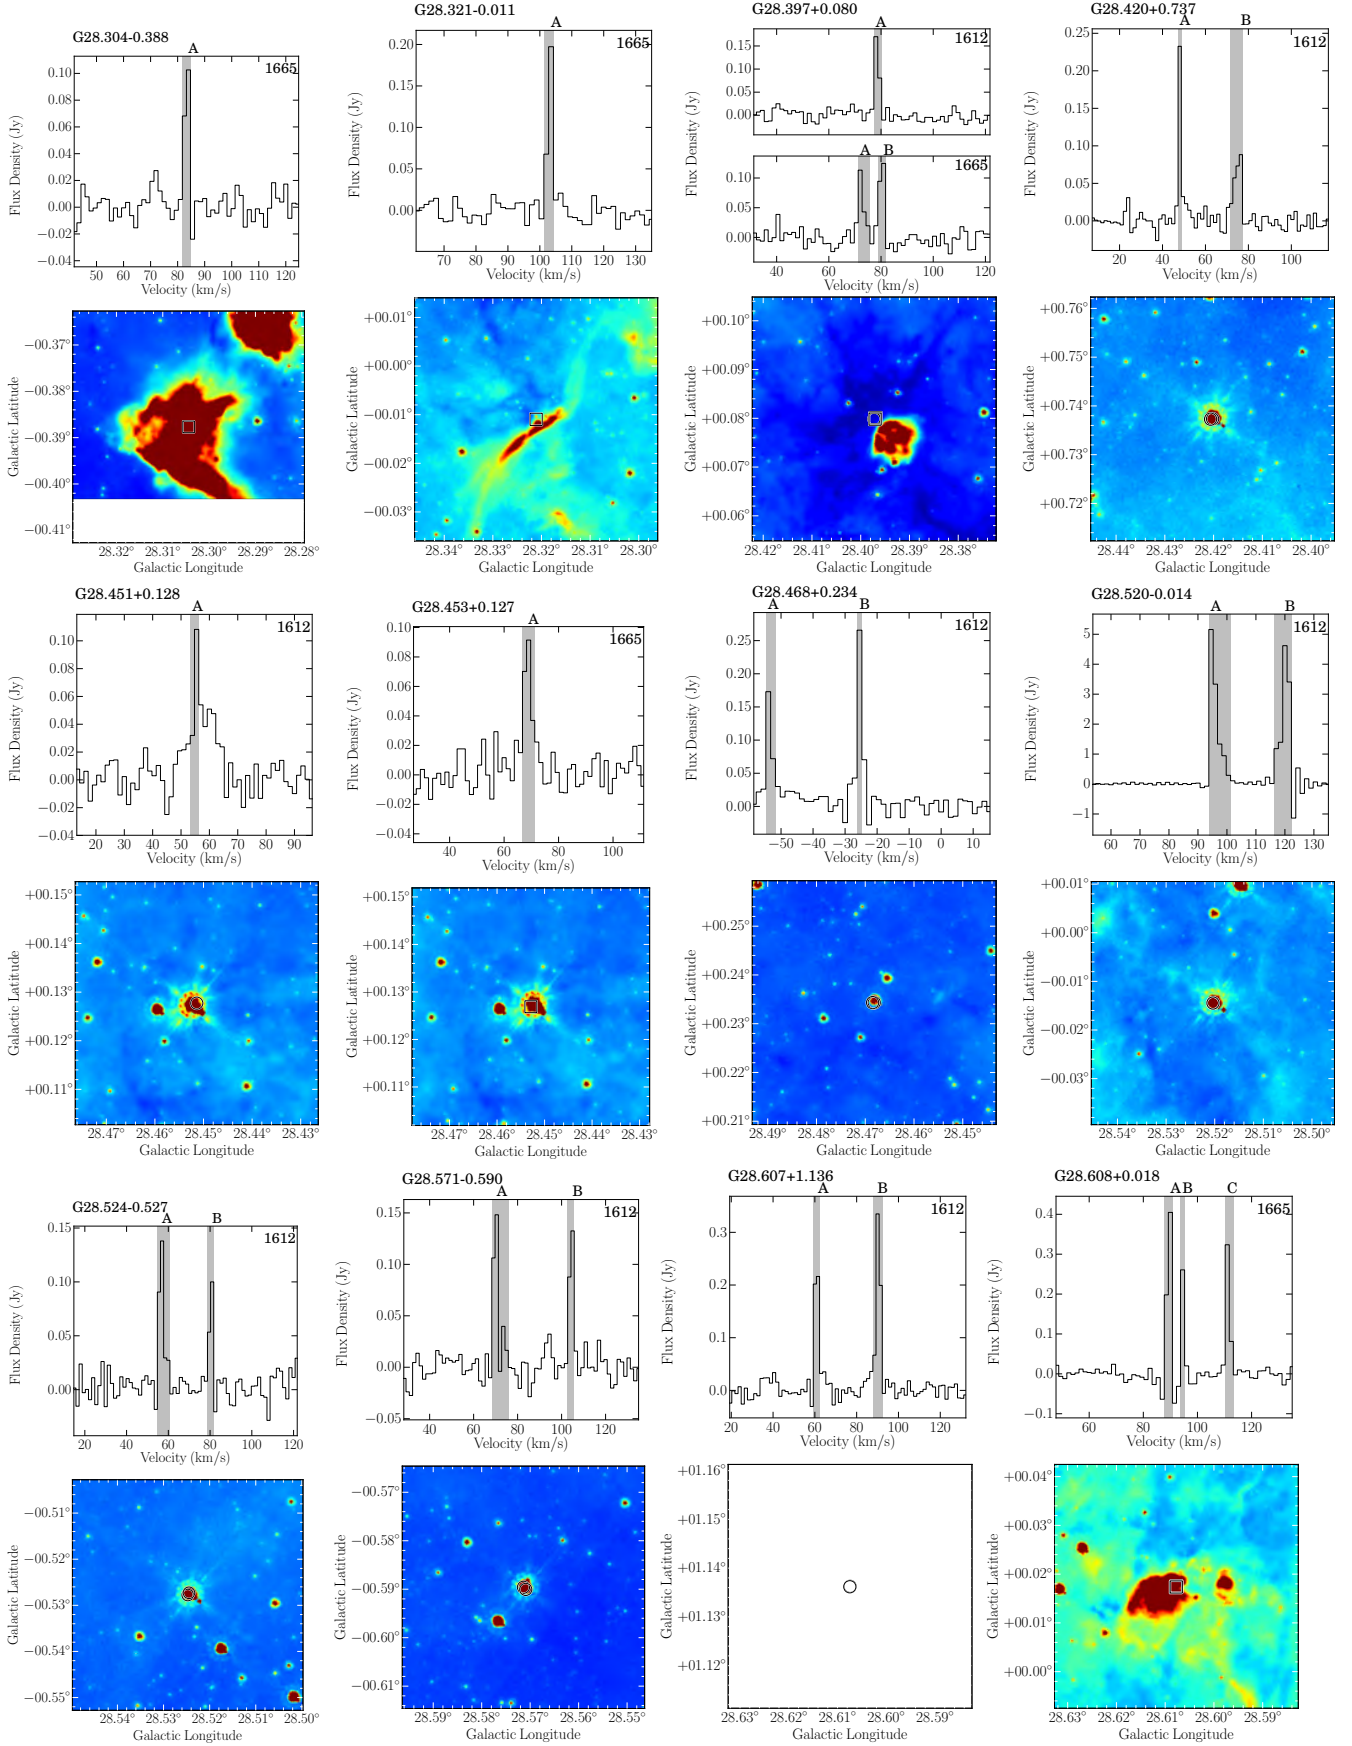 G28.304-0.388
A
1665
0.10
0.08
0.06
0.04
0.02
0.00
−0.02
−0.04
Flux Density (Jy)
50 60 70 80 90 100 110 120
Velocity (km/s)
−00.37°
−00.38°
−00.39°
−00.40°
−00.41°
Galactic Latitude
28.32° 28.31° 28.30° 28.29° 28.28°
Galactic Longitude
G28.321-0.011
A
1665
0.20
0.15
0.10
0.05
0.00
Flux Density (Jy)
70 80 90 100 110 120 130
Velocity (km/s)
+00.01°
+00.00°
−00.01°
−00.02°
−00.03°
Galactic Latitude
28.34° 28.33° 28.32° 28.31° 28.30°
Galactic Longitude
G28.397+0.080
A
1612
0.15
0.10
0.05
0.00
A B
1665
0.10
0.05
0.00
Flux Density (Jy)
40 60 80 100 120
Velocity (km/s)
+00.10°
+00.09°
+00.08°
+00.07°
+00.06°
Galactic Latitude
28.42° 28.41° 28.40° 28.39° 28.38°
Galactic Longitude
G28.420+0.737
A B
1612
0.25
0.20
0.15
0.10
0.05
0.00
Flux Density (Jy)
20 40 60 80 100
Velocity (km/s)
+00.76°
+00.75°
+00.74°
+00.73°
+00.72°
Galactic Latitude
28.44° 28.43° 28.42° 28.41° 28.40°
Galactic Longitude
G28.451+0.128
A
1612
0.10
0.08
0.06
0.04
0.02
0.00
−0.02
−0.04
Flux Density (Jy)
20 30 40 50 60 70 80 90
Velocity (km/s)
+00.15°
+00.14°
+00.13°
+00.12°
+00.11°
Galactic Latitude
28.47° 28.46° 28.45° 28.44° 28.43°
Galactic Longitude
G28.453+0.127
A
1665
0.10
0.08
0.06
0.04
0.02
0.00
−0.02
−0.04
Flux Density (Jy)
40 60 80 100
Velocity (km/s)
+00.15°
+00.14°
+00.13°
+00.12°
+00.11°
Galactic Latitude
28.47° 28.46° 28.45° 28.44° 28.43°
Galactic Longitude
G28.468+0.234
A B
1612
0.25
0.20
0.15
0.10
0.05
0.00
Flux Density (Jy)
−50 −40 −30 −20 −10 0 10
Velocity (km/s)
+00.25°
+00.24°
+00.23°
+00.22°
+00.21°
Galactic Latitude
28.49° 28.48° 28.47° 28.46° 28.45°
Galactic Longitude
G28.520-0.014
A B
1612
5
4
3
2
1
0
−1
Flux Density (Jy)
60 70 80 90 100 110 120 130
Velocity (km/s)
+00.01°
+00.00°
−00.01°
−00.02°
−00.03°
Galactic Latitude
28.54° 28.53° 28.52° 28.51° 28.50°
Galactic Longitude
G28.524-0.527
A B
1612
0.15
0.10
0.05
0.00
Flux Density (Jy)
20 40 60 80 100 120
Velocity (km/s)
−00.51°
−00.52°
−00.53°
−00.54°
−00.55°
Galactic Latitude
28.54° 28.53° 28.52° 28.51° 28.50°
Galactic Longitude
G28.571-0.590
A B
1612
0.15
0.10
0.05
0.00
−0.05
Flux Density (Jy)
40 60 80 100 120
Velocity (km/s)
−00.57°
−00.58°
−00.59°
−00.60°
−00.61°
Galactic Latitude
28.59° 28.58° 28.57° 28.56° 28.55°
Galactic Longitude
G28.607+1.136
A B
1612
0.3
0.2
0.1
0.0
Flux Density (Jy)
20 40 60 80 100 120
Velocity (km/s)
+01.16°
+01.15°
+01.14°
+01.13°
+01.12°
Galactic Latitude
28.63° 28.62° 28.61° 28.60° 28.59°
Galactic Longitude
G28.608+0.018
A B C
1665
0.4
0.3
0.2
0.1
0.0
−0.1
Flux Density (Jy)
60 80 100 120
Velocity (km/s)
+00.04°
+00.03°
+00.02°
+00.01°
+00.00°
Galactic Latitude
28.63° 28.62° 28.61° 28.60° 28.59°
Galactic Longitude